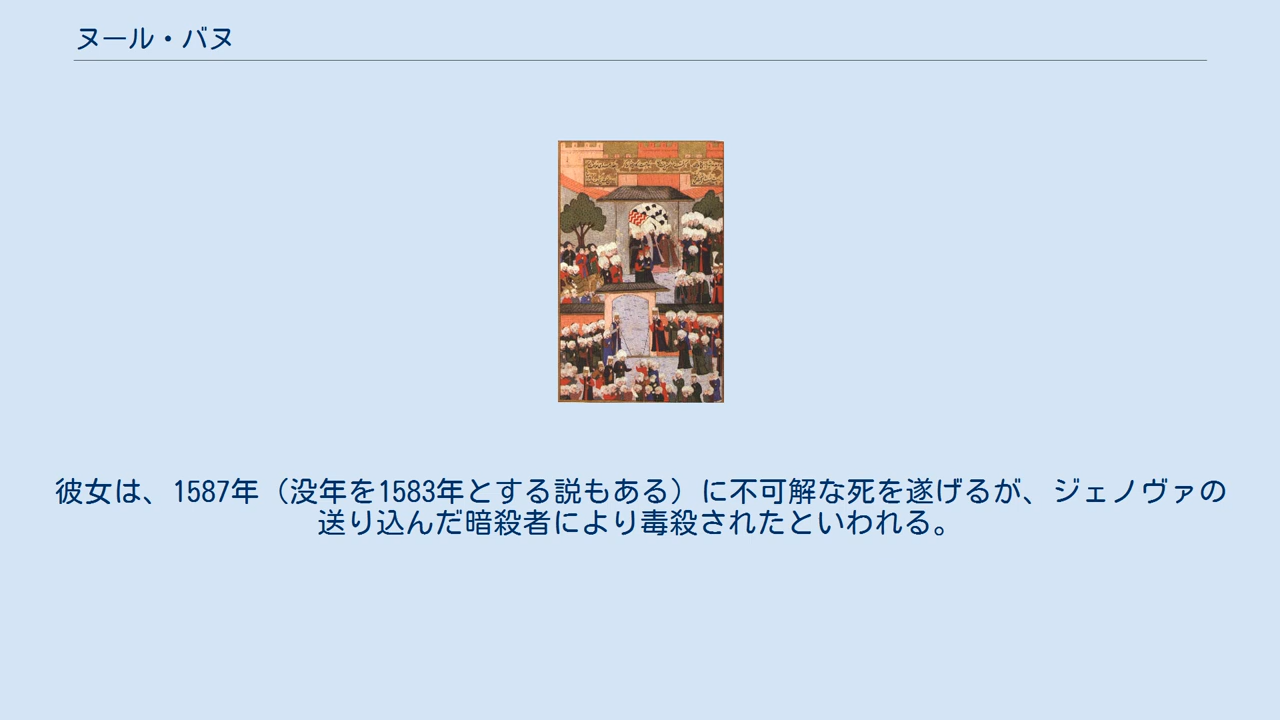 ヌール・バヌ
彼女は、1587年（没年を1583年とする説もある）に不可解な死を遂げるが、ジェノヴァの
送り込んだ暗殺者により毒殺されたといわれる。